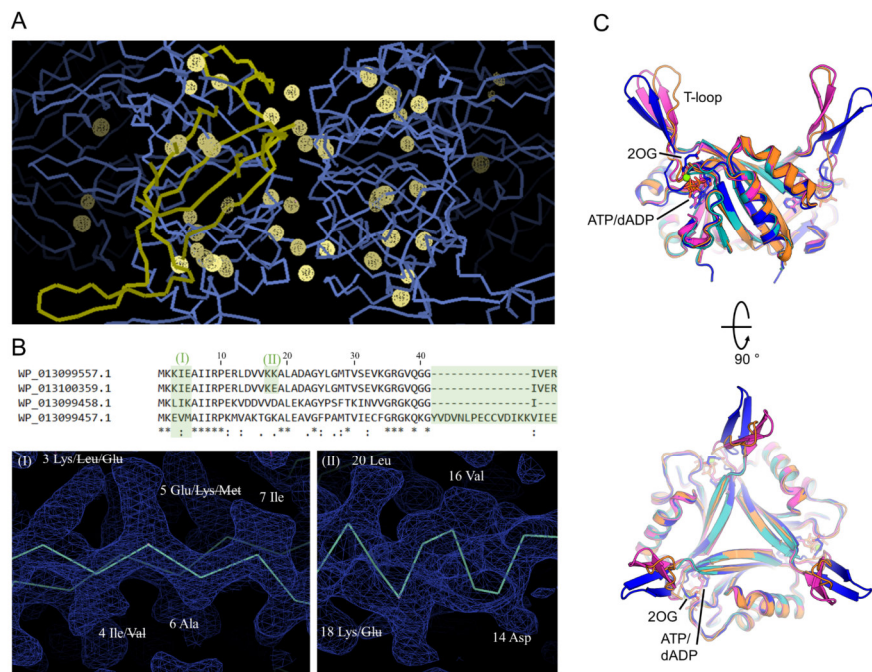 A
B
(I)
(II)
10 20 30 40
WP_013099557.1 MKKIEAIIRPERLDVVKKALADAGYLGMTVSEVKGRGVQGG--------------IVER
WP_013100359.1 MKKIEAIIRPERLDVVKEALADAGYLGMTVSEVKGRGVQGG--------------IVER
WP_013099458.1 MKLIKAIIRPEKVDDVVDALEKAGYPSFTKINVVGRGKQGG--------------I---
WP_013099457.1 MKEVMAIIRPKMVAKTGKALEAVGFPAMTVIECFGRGKQKGYVDVNLPECCVDIKKVIEE
** : *****: : . .** .*: .:* : *** * * :
(I)
3 Lys/Leu/Glu
5 Glu/Lys/Met
7 Ile
4 Ile/Val
6 Ala
(II)
20 Leu
16 Val
18 Lys/Glu
14 Asp
C
T-loop
2OG
ATP/dADP
90 °
2OG
ATP/
dADP